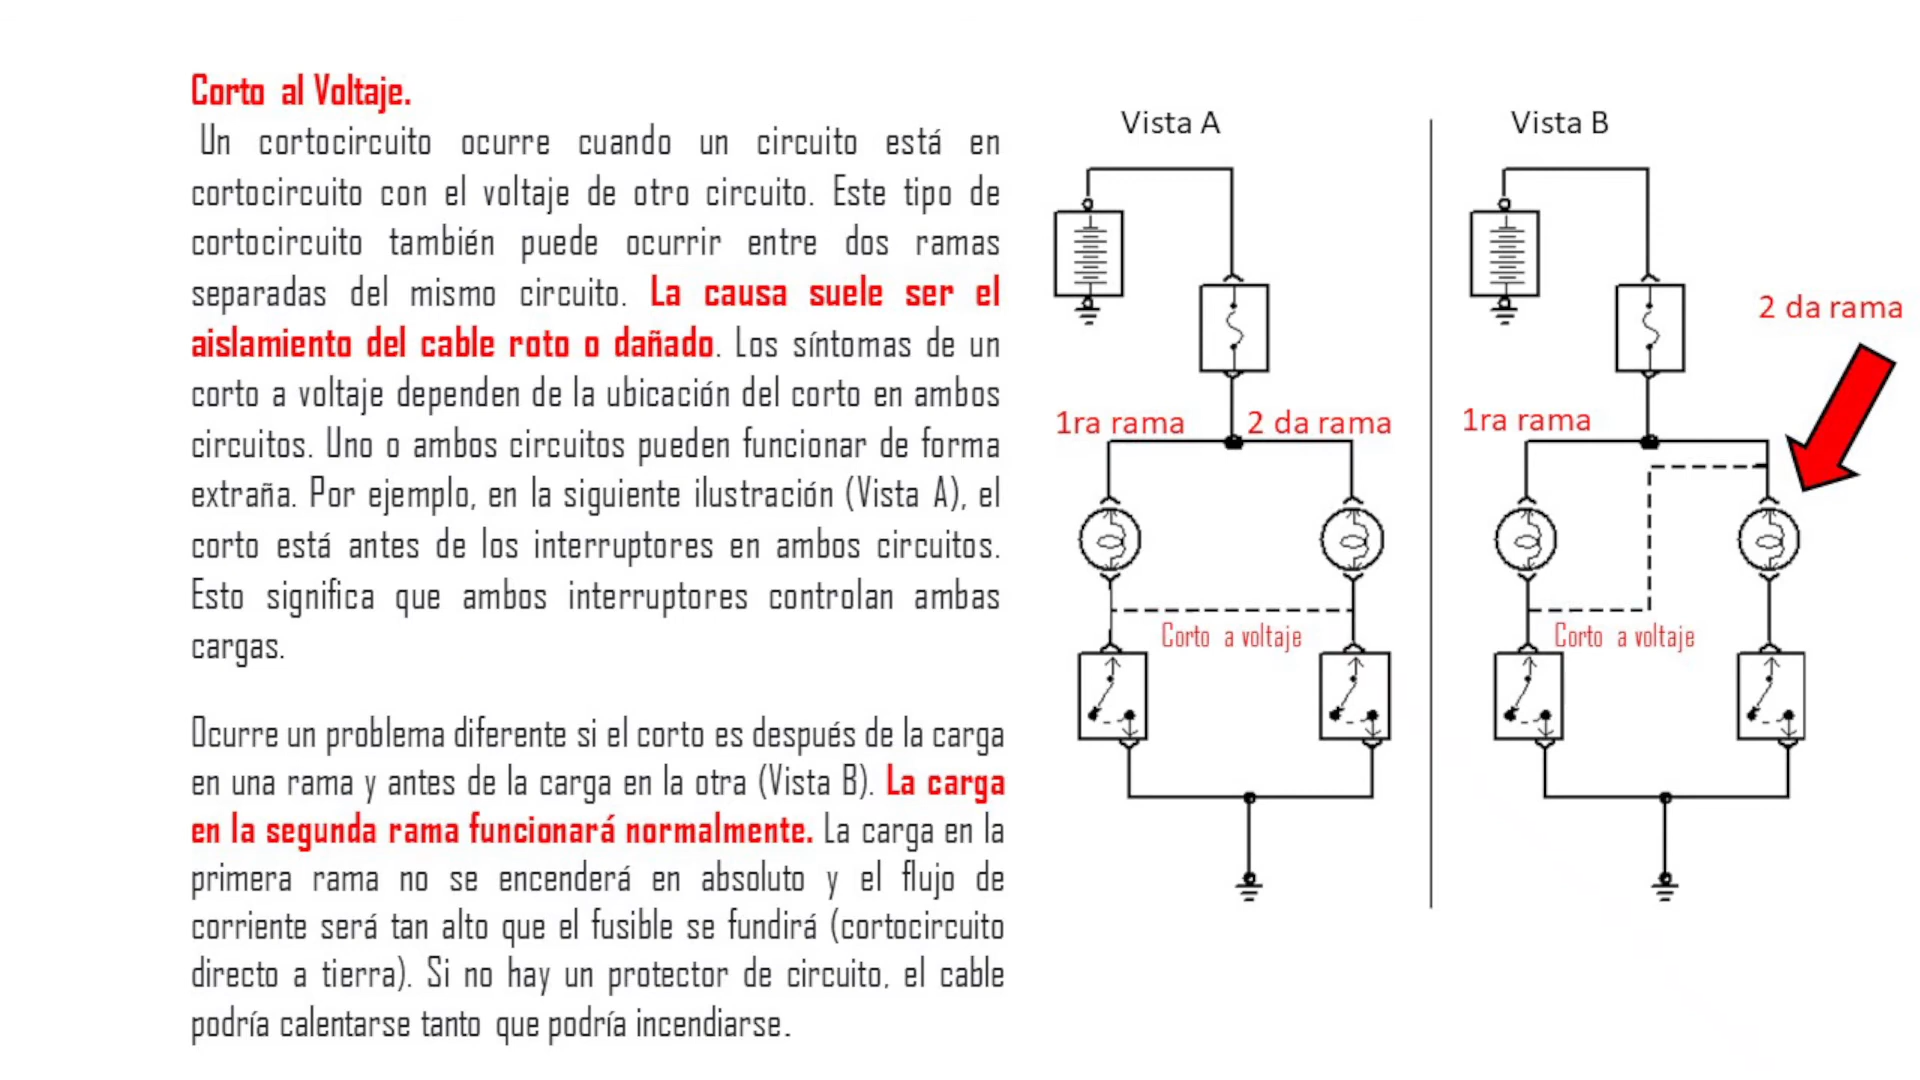 Corto al Voltaje.
Un cortocircuito ocurre cuando un circuito está en
cortocircuito con el voltaje de otro circuito. Este tipo de
cortocircuito también puede ocurrir entre dos ramas
separadas del mismo circuito. La causa suele ser el
aislamiento del cable roto o dañado. Los síntomas de un
corto a voltaje dependen de la ubicación del corto en ambos
circuitos. Uno o ambos circuitos pueden funcionar de forma
extraña. Por ejemplo, en la siguiente ilustración (Vista A), el
corto está antes de los interruptores en ambos circuitos.
Esto significa que ambos interruptores controlan ambas
cargas.
Ocurre un problema diferente si el corto es después de la carga
en una rama y antes de la carga en la otra (Vista B). La carga
en la segunda rama funcionará normalmente. La carga en la
primera rama no se encenderá en absoluto y el flujo de
corriente será tan alto que el fusible se fundirá (cortocircuito
directo a tierra). Si no hay un protector de circuito, el cable
podría calentarse tanto que podría incendiarse.
Vista A
1ra rama
2 da rama
Corto a voltaje
Vista B
2 da rama
1ra rama
Corto a voltaje